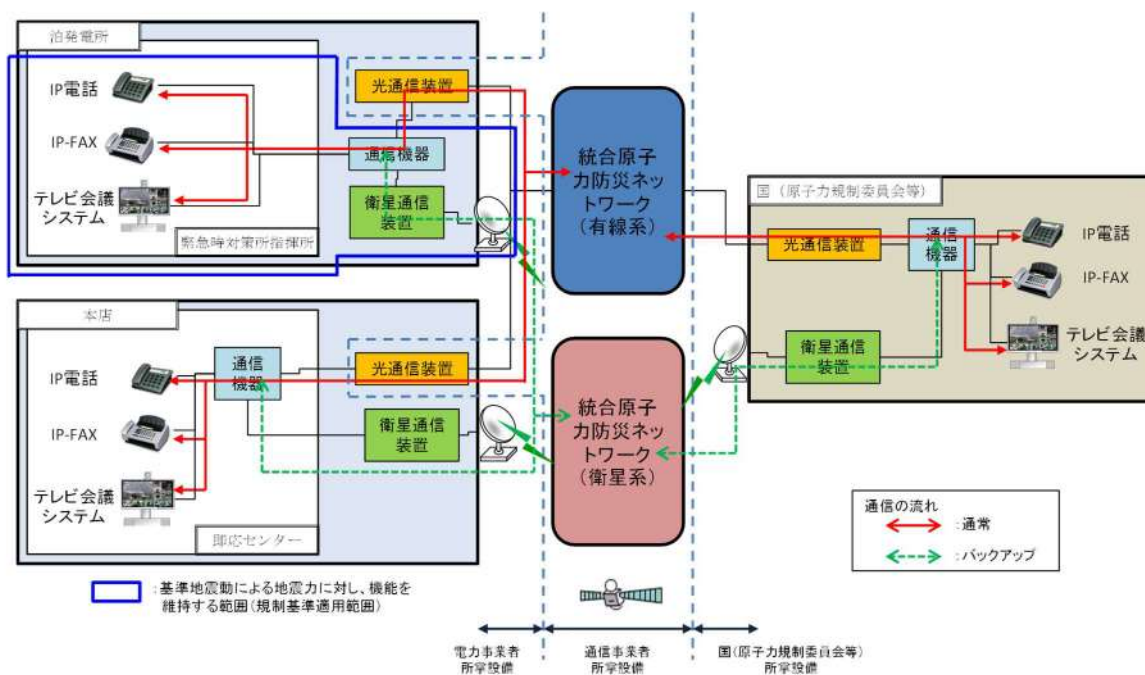 泊発電所
IP電話
IP-FAX
テレビ会議
システム
緊急時対策所指揮所
光通信装置
通信機器
衛星通信
装置
本店
IP電話
IP-FAX
テレビ会議
システム
即応センター
通信
機器
光通信装置
衛星通信
装置
統合原子
力防災ネッ
トワーク
(有線系)
統合原子
力防災ネッ
トワーク
(衛星系)
国(原子力規制委員会等)
光通信装置
通信
機器
衛星通信
装置
IP電話
IP-FAX
テレビ会議
システム
通信の流れ
:通常
:バックアップ
:基準地震動による地震力に対し、機能を
維持する範囲(規制基準適用範囲)
電力事業者
所掌設備
通信事業者
所掌設備
国(原子力規制委員会等)
所掌設備